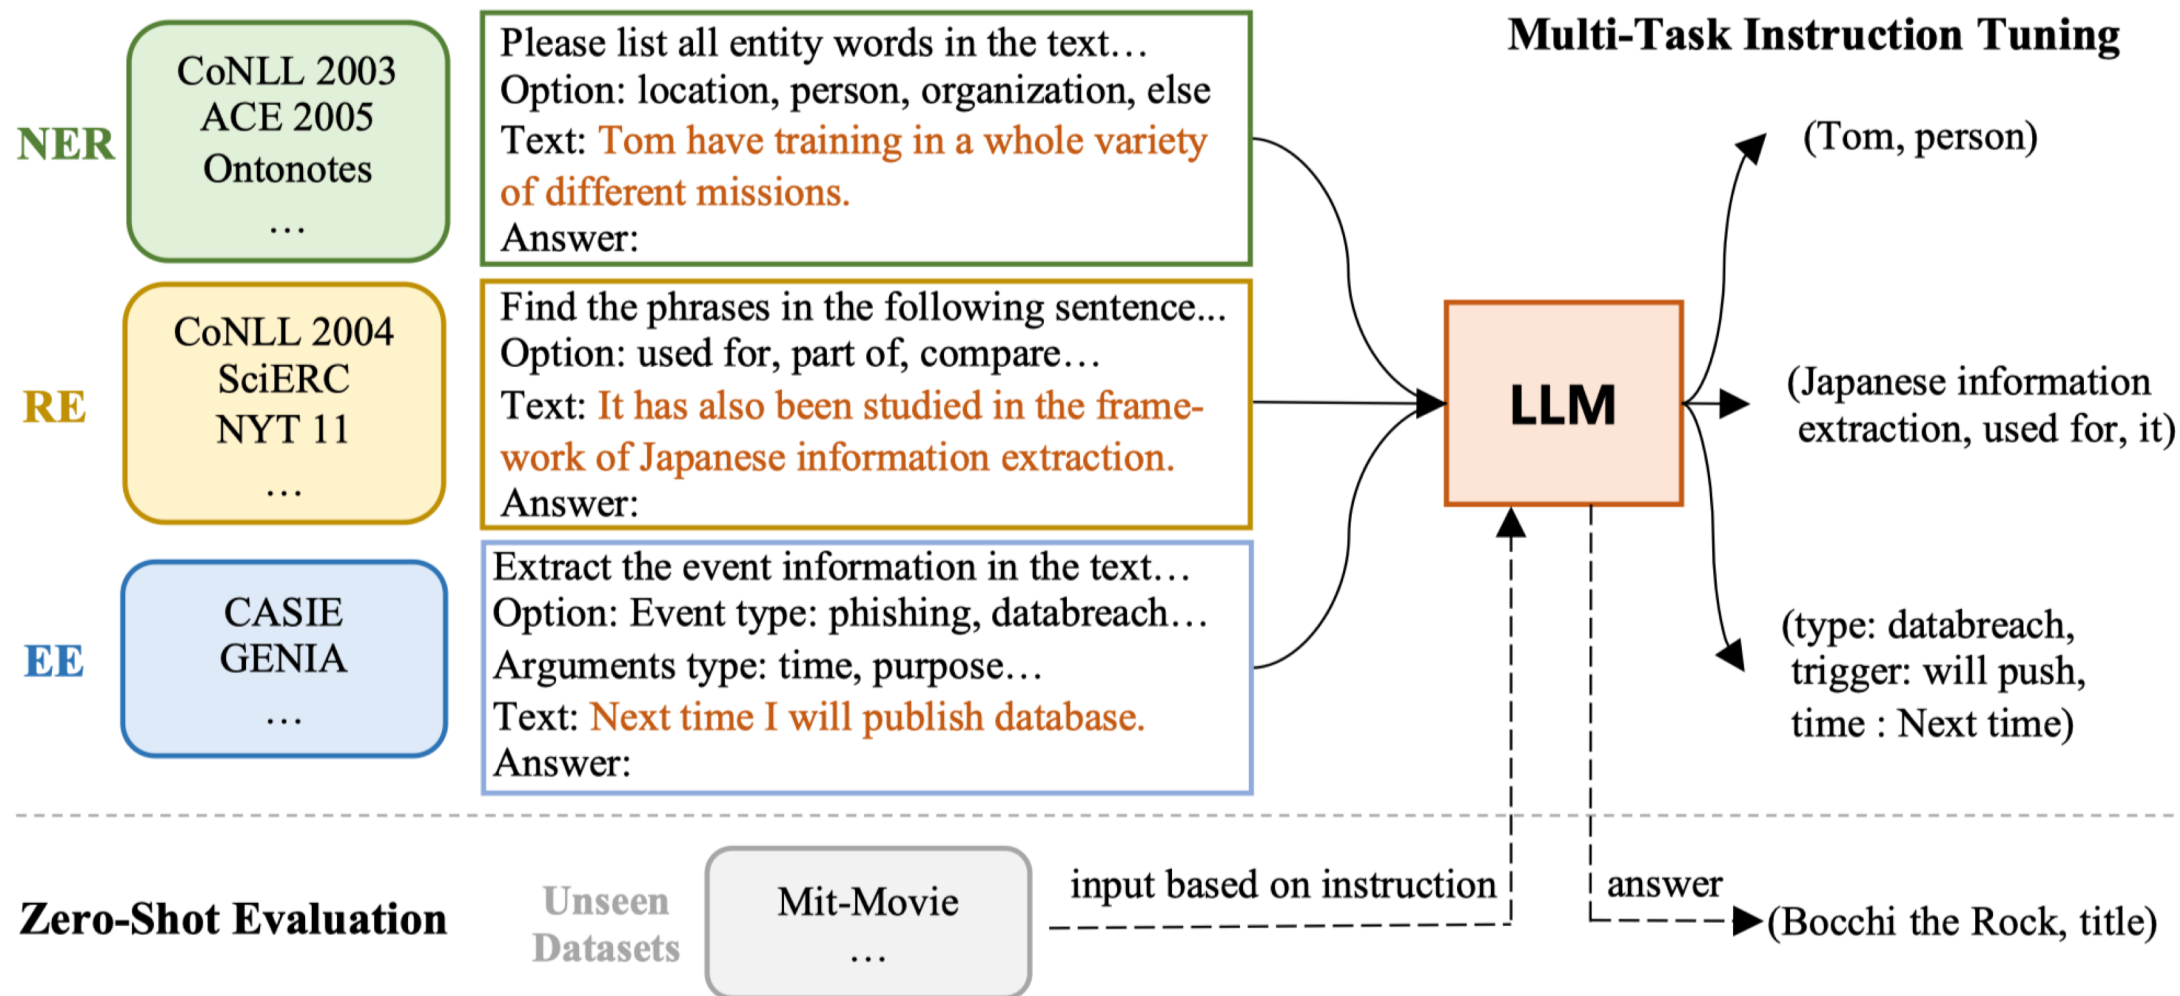 Multi-Task Instruction Tuning
NER
CoNLL 2003
ACE 2005
Ontonotes
…
Please list all entity words in the text…
Option: location, person, organization, else
Text: Tom have training in a whole variety
of different missions.
Answer:
(Tom, person)
RE
CoNLL 2004
SciERC
NYT 11
…
Find the phrases in the following sentence...
Option: used for, part of, compare…
Text: It has also been studied in the frame-
work of Japanese information extraction.
Answer:
LLM
(Japanese information
extraction, used for, it)
EE
CASIE
GENIA
…
Extract the event information in the text…
Option: Event type: phishing, databreach…
Arguments type: time, purpose…
Text: Next time I will publish database.
Answer:
(type: databreach,
trigger: will push,
time : Next time)
Zero-Shot Evaluation
Unseen
Datasets
Mit-Movie
…
input based on instruction
answer
(Bocchi the Rock, title)